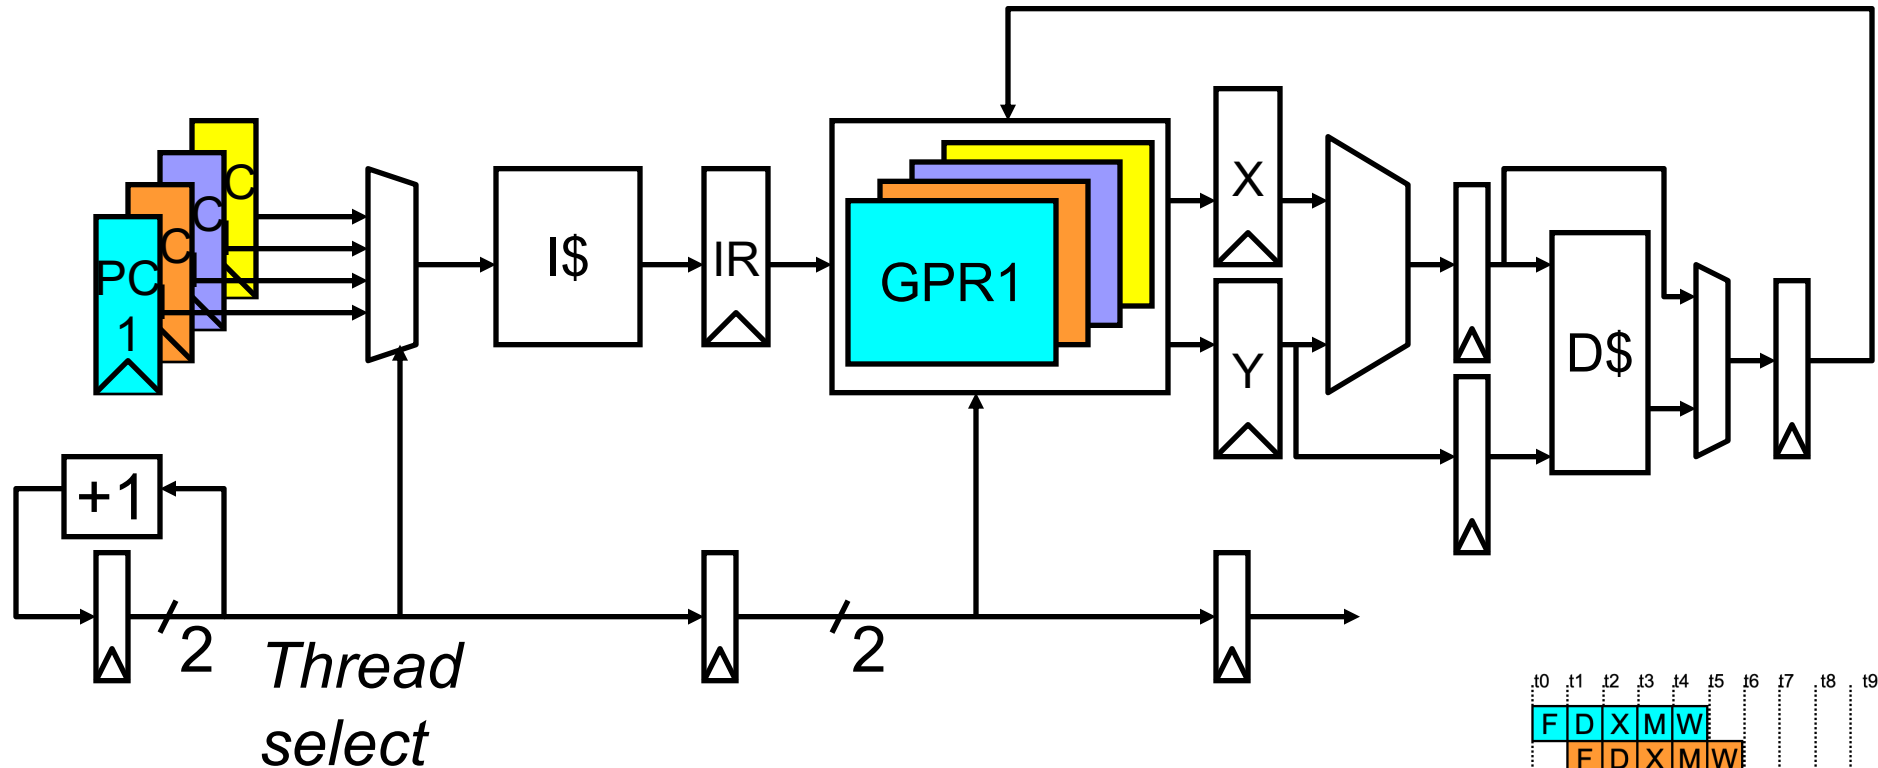 C
C
C
PC
1
I$
IR
GPR1
X
Y
D$
+1
2
2
Thread
select
t0 t1 t2 t3 t4 t5 t6 t7 t8 t9
F D X M W
F D X M W